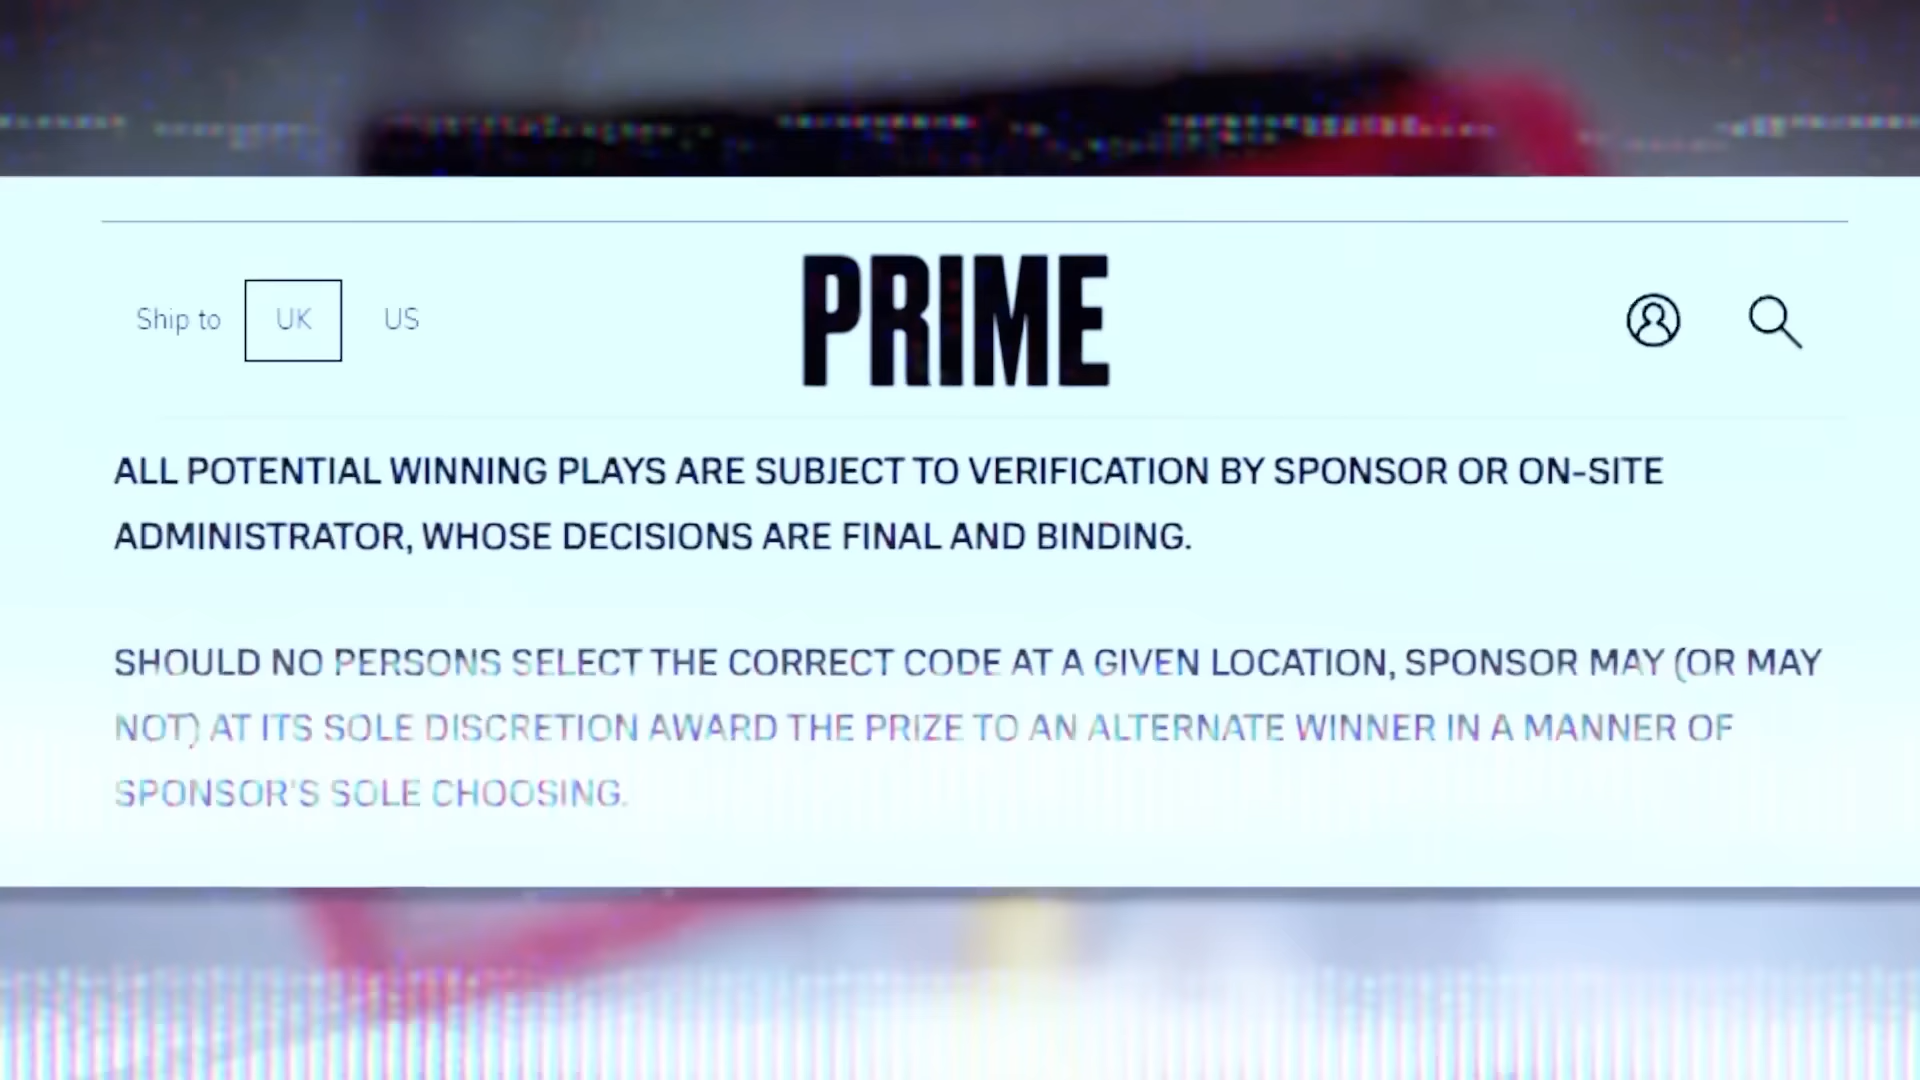 Ship to UK US
PRIME
ALL POTENTIAL WINNING PLAYS ARE SUBJECT TO VERIFICATION BY SPONSOR OR ON-SITE
ADMINISTRATOR, WHOSE DECISIONS ARE FINAL AND BINDING.
SHOULD NO PERSONS SELECT THE CORRECT CODE AT A GIVEN LOCATION, SPONSOR MAY (OR MAY
NOT) AT ITS SOLE DISCRETION AWARD THE PRIZE TO AN ALTERNATE WINNER IN A MANNER OF
SPONSOR'S SOLE CHOOSING.